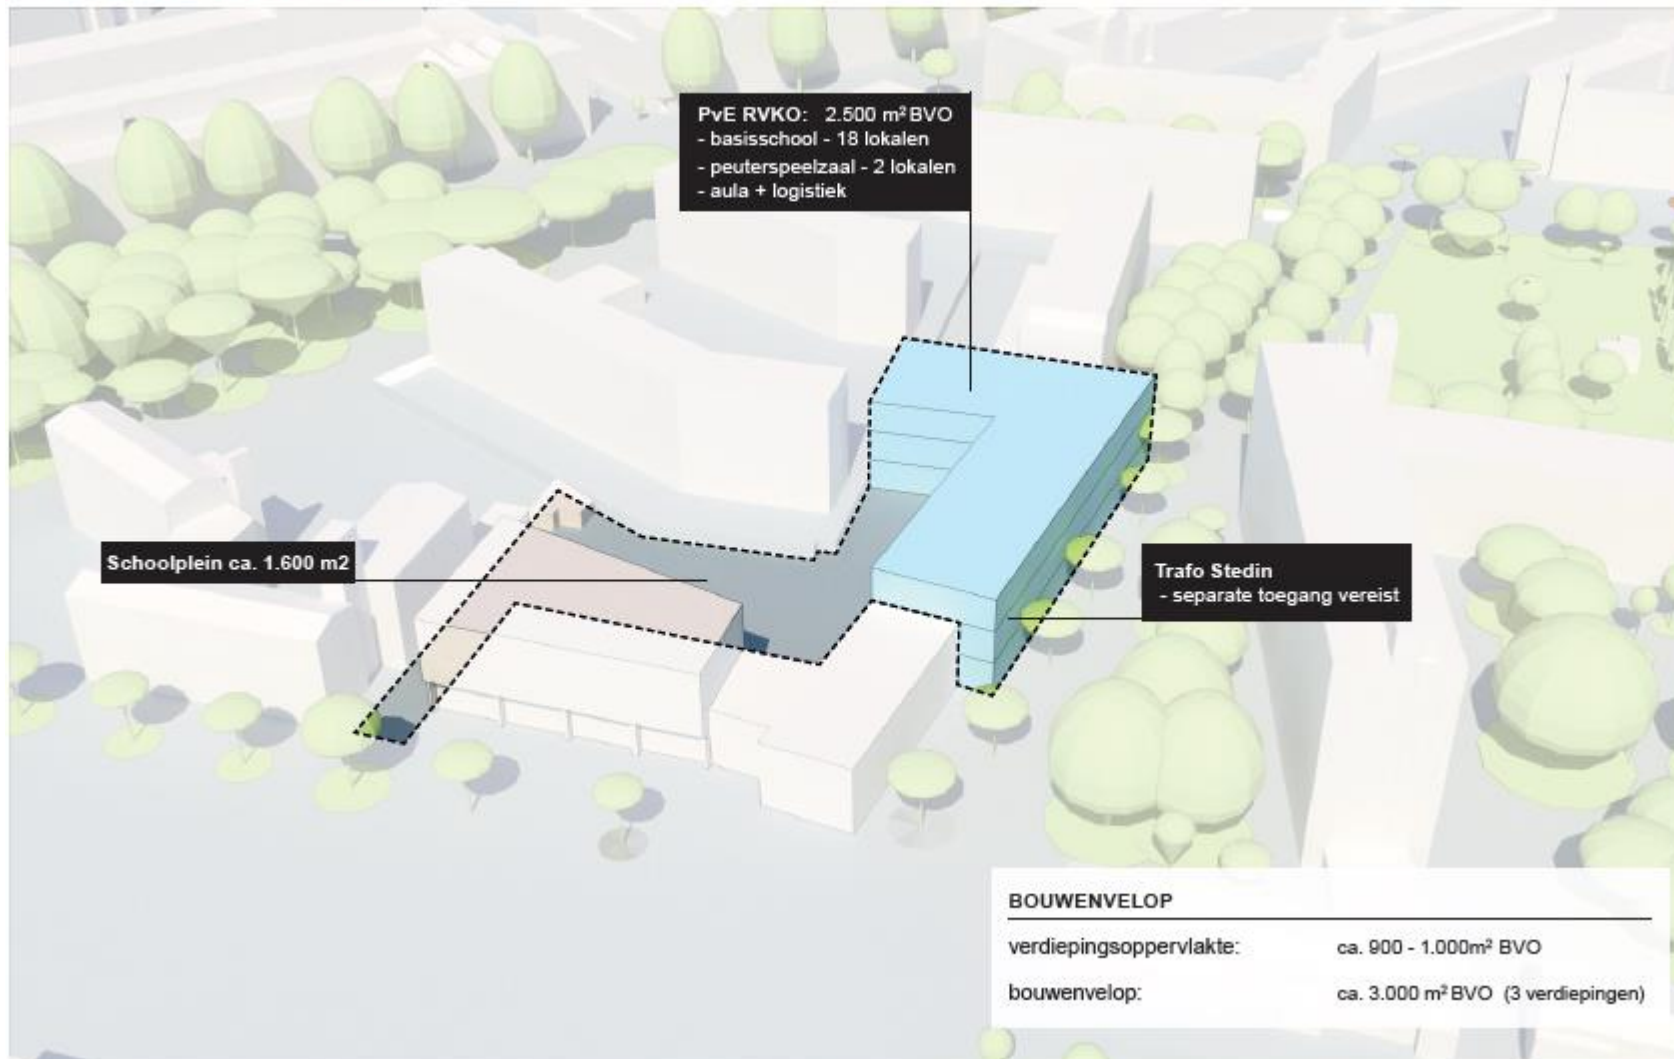 PvE RVKO: 2.500 m² BVO
- basisschool - 18 lokalen
- peuterspeelzaal - 2 lokalen
- aula + logistiek
Schoolplein ca. 1.600 m2
Trafo Stedin
- separate toegang vereist
BOUWENVELOP
verdiepingsoppervlakte: ca. 900 - 1.000m² BVO
bouwenvelop: ca. 3.000 m² BVO (3 verdiepingen)